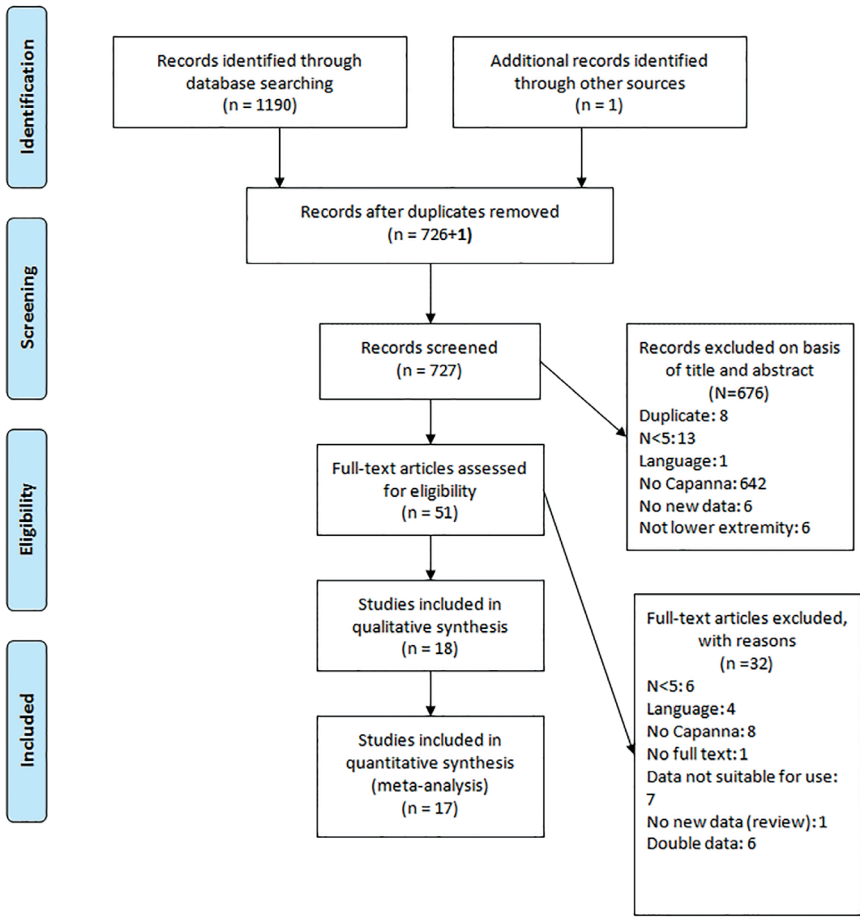 Identification
Records identified through
database searching
(n = 1190)
Additional records identified
through other sources
(n = 1)
Records after duplicates removed
(n = 726+1)
Screening
Records screened
(n = 727)
Records excluded on basis
of title and abstract
(N=676)
Duplicate: 8
N<5: 13
Language: 1
No Capanna: 642
No new data: 6
Not lower extremity: 6
Eligibility
Full-text articles assessed
for eligibility
(n = 51)
Full-text articles excluded,
with reasons
(n =32)
N<5: 6
Language: 4
No Capanna: 8
No full text: 1
Data not suitable for use:
7
No new data (review): 1
Double data: 6
Studies included in
qualitative synthesis
(n = 18)
Included
Studies included in
quantitative synthesis
(meta-analysis)
(n = 17)